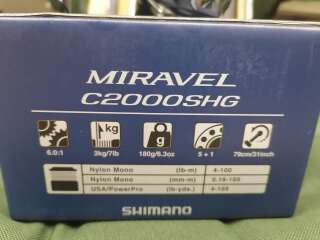 MIRAVEL
C2000SHG
kg
g
6.0:1
3kg/7lb
180g/6.3oz
5 + 1
79cm/31inch
Nylon Mono (lb-m) 4-100
Nylon Mono (mm-m) 0.16-100
USA/PowerPro (lb-yds.) 4-105
SHIMANO